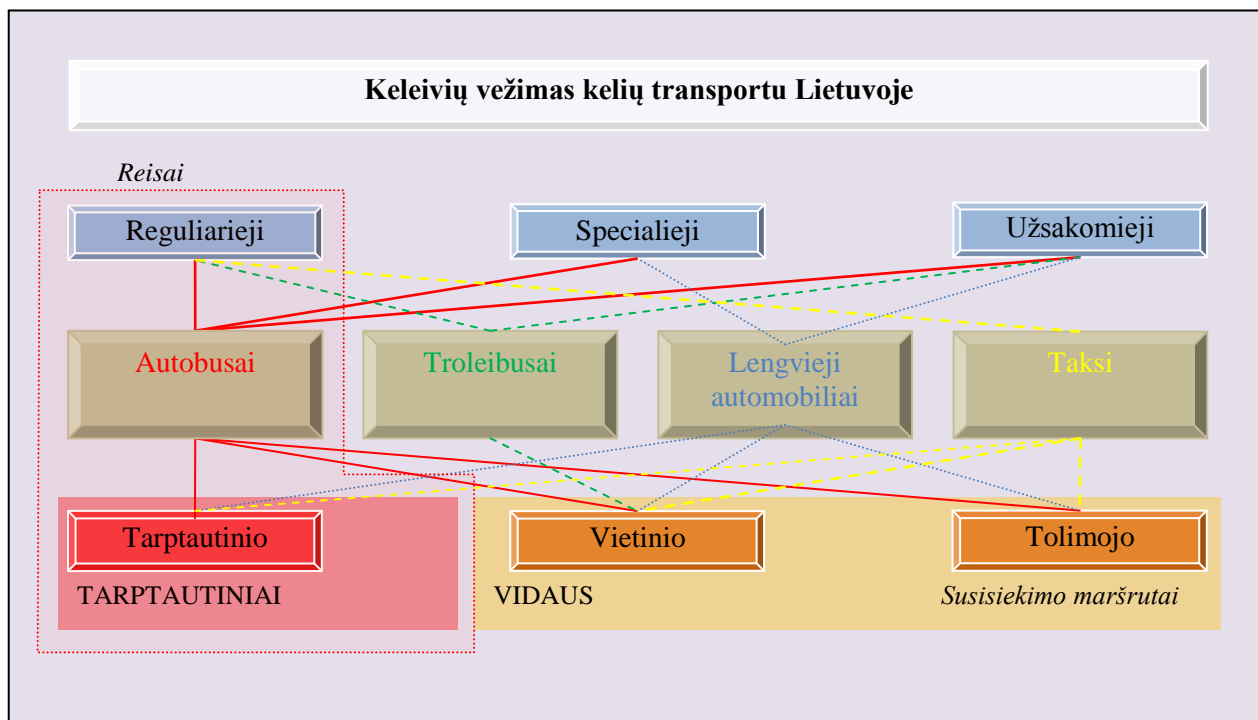 Keleivių vežimas kelių transportu Lietuvoje
Reisai
Reguliarieji
Specialieji
Užsakomieji
Autobusai
Troleibusai
Lengvieji
automobiliai
Taksi
Tarptautinio
Vietinio
Tolimojo
TARPTAUTINIAI
VIDAUS
Susisiekimo maršrutai